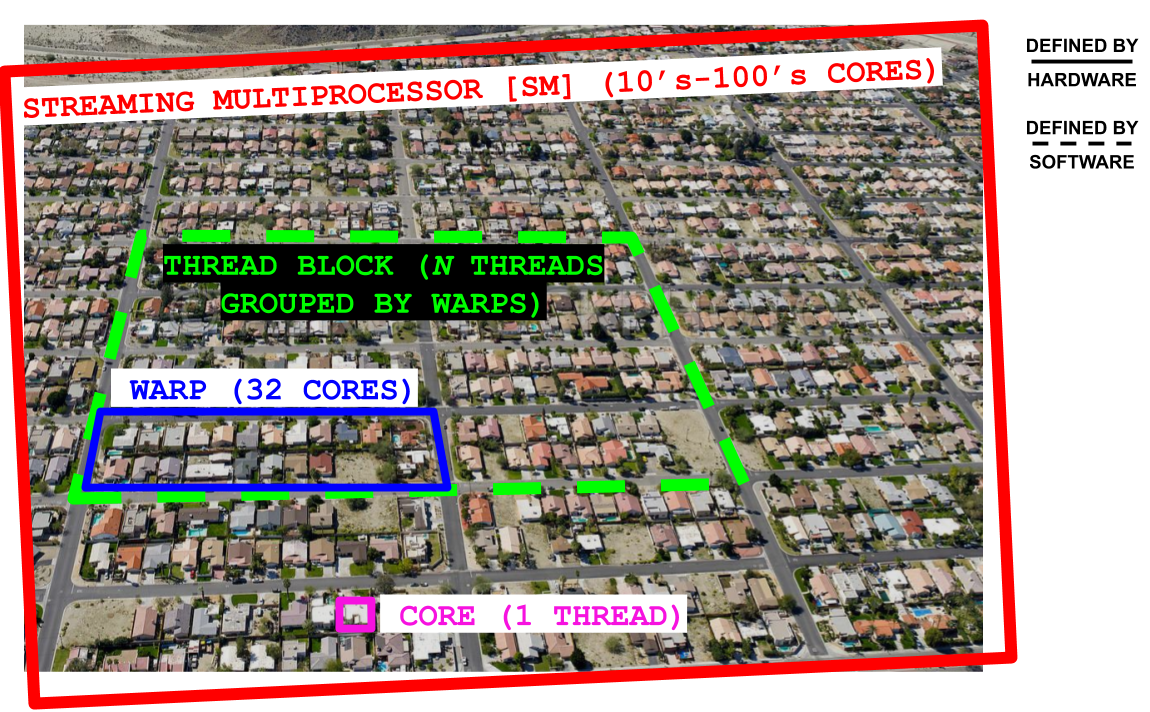 DEFINED BY
HARDWARE
STREAMING MULTIPROCESSOR [SM] (10's-100's CORES)
DEFINED BY
SOFTWARE
THREAD BLOCK (N THREADS
GROUPED BY WARPS)
WARP (32 CORES)
CORE (1 THREAD)